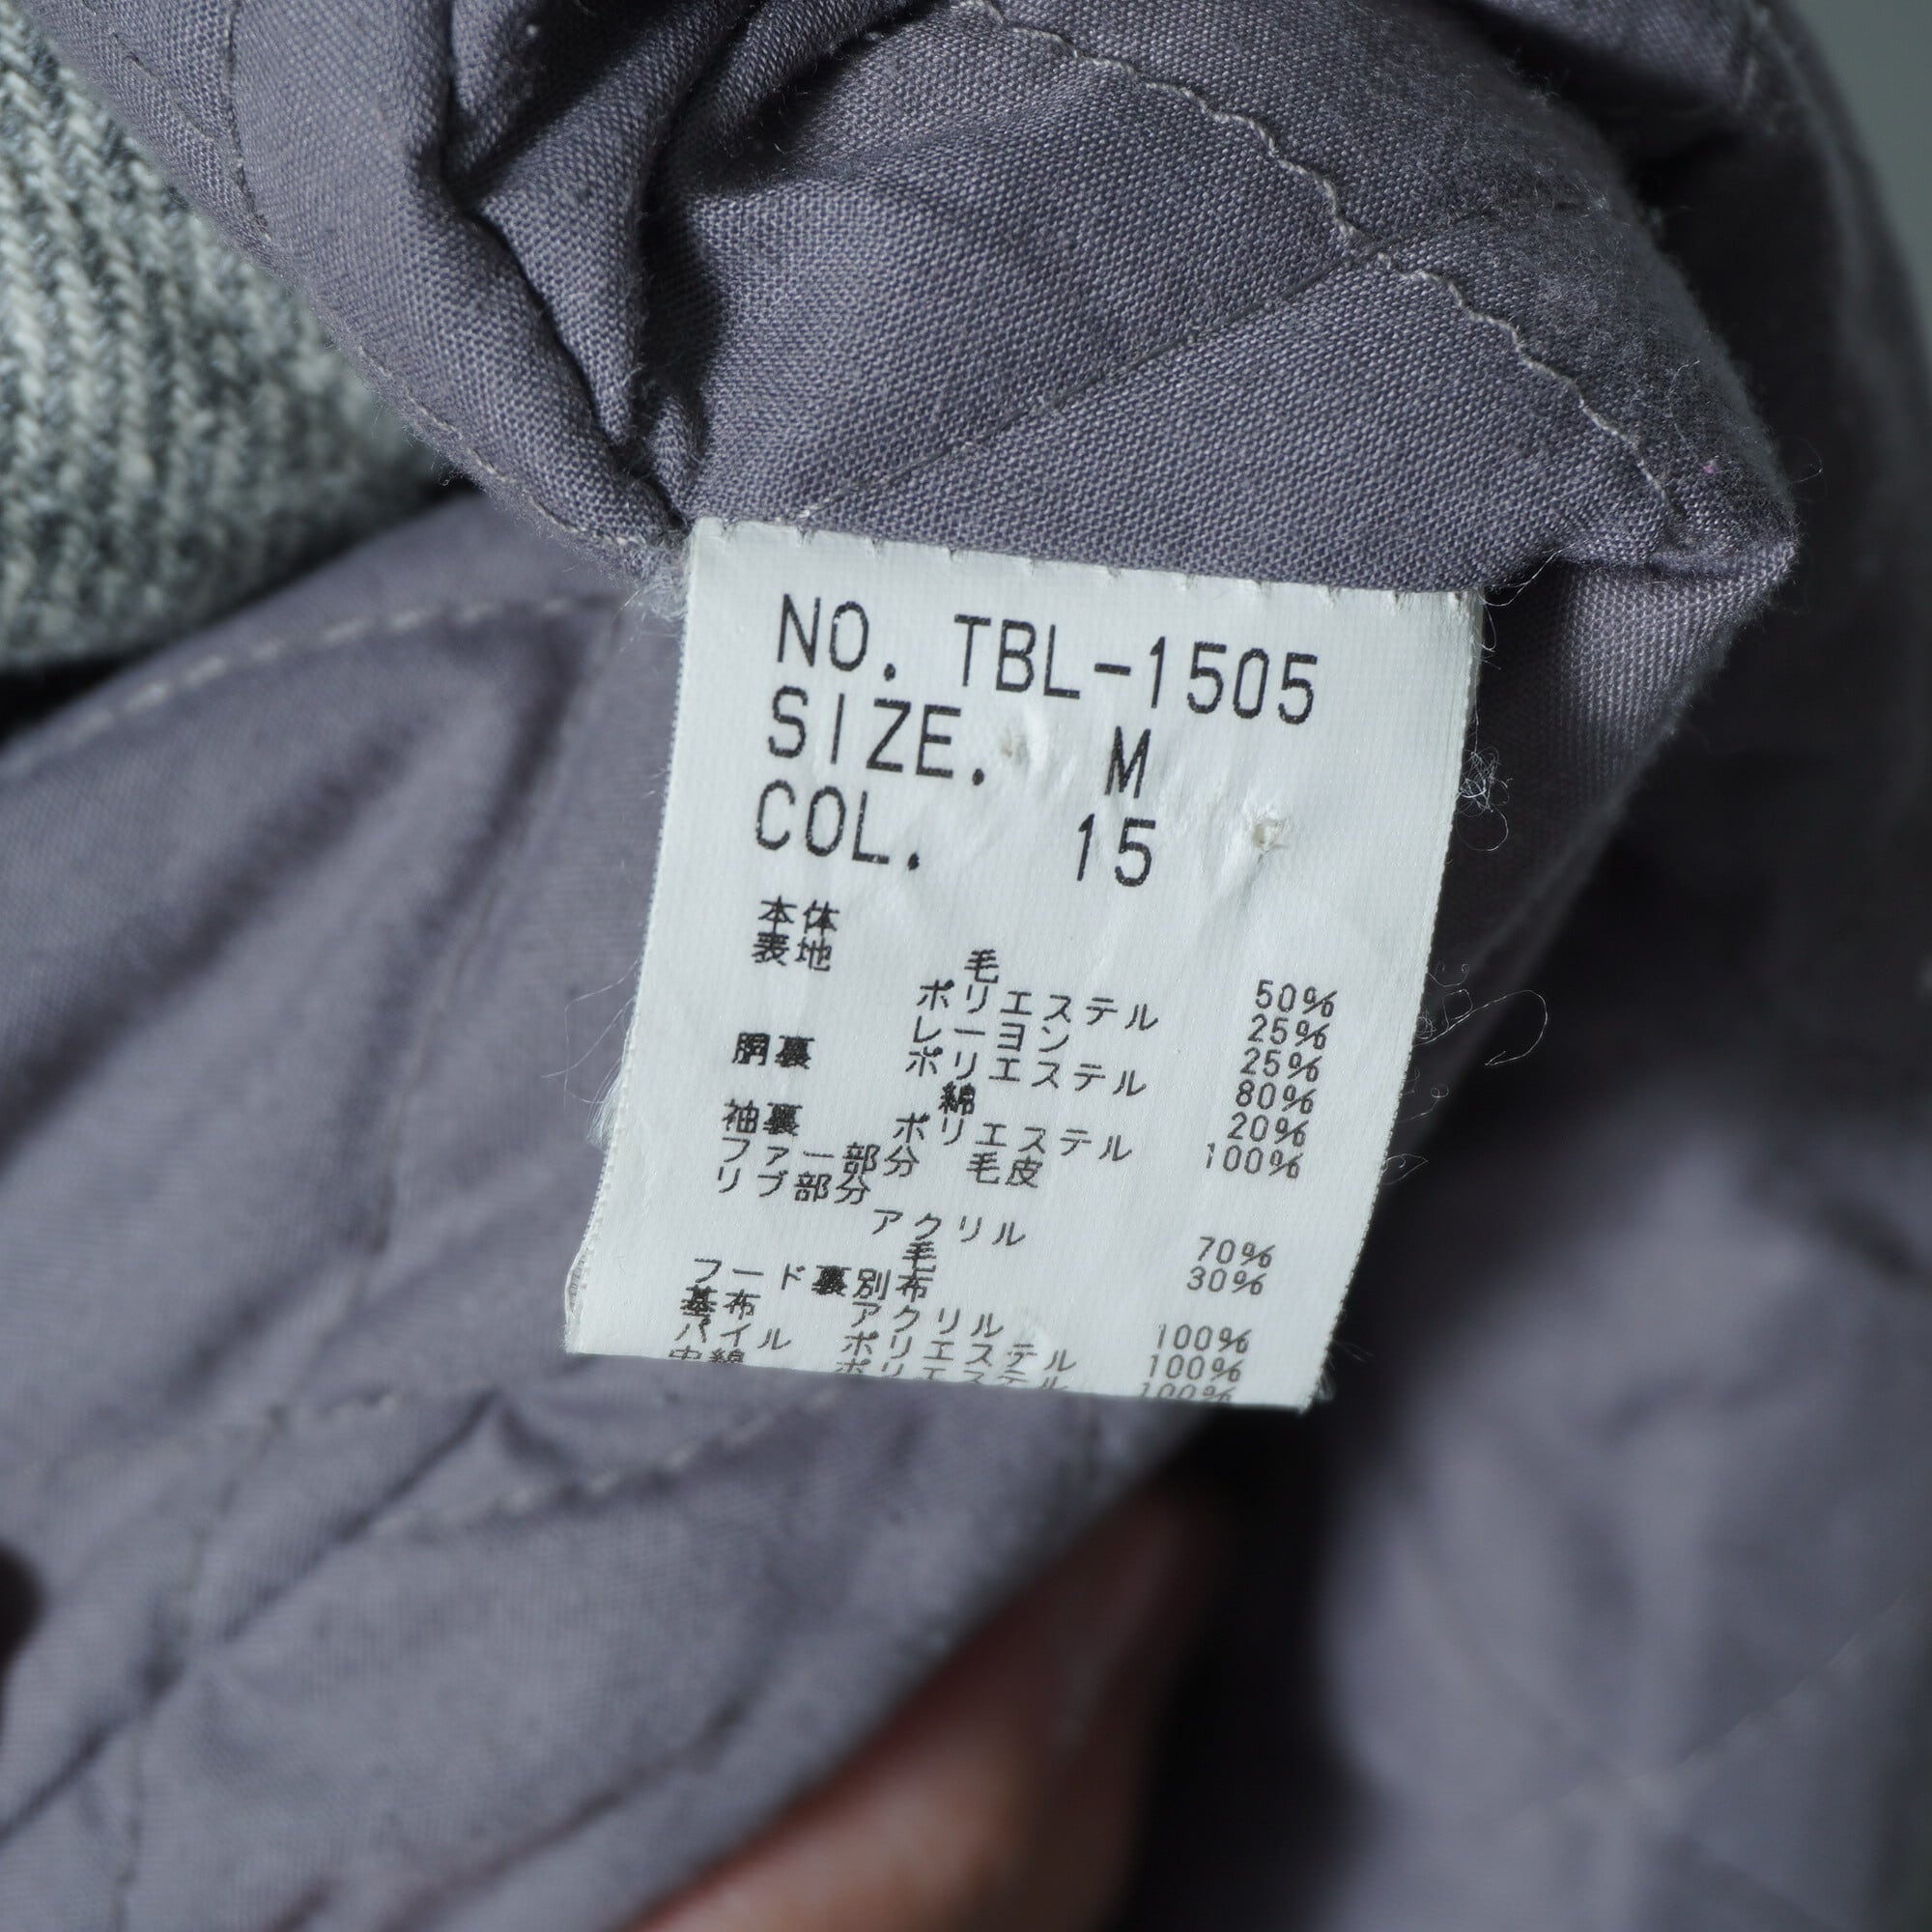 NO. TBL-1505
SIZE. M
COL. 15
本体
表地 毛 50%
ポリエステル 25%
レーヨン 25%
胴裏 ポリエステル 80%
綿 20%
袖裏 ポリエステル 100%
ファー部分 毛皮
リブ部分
アクリル 70%
毛 30%
フード裏別布
基布 アクリル 100%
パイル ポリエステル 100%
中綿 ポリエステル 100%